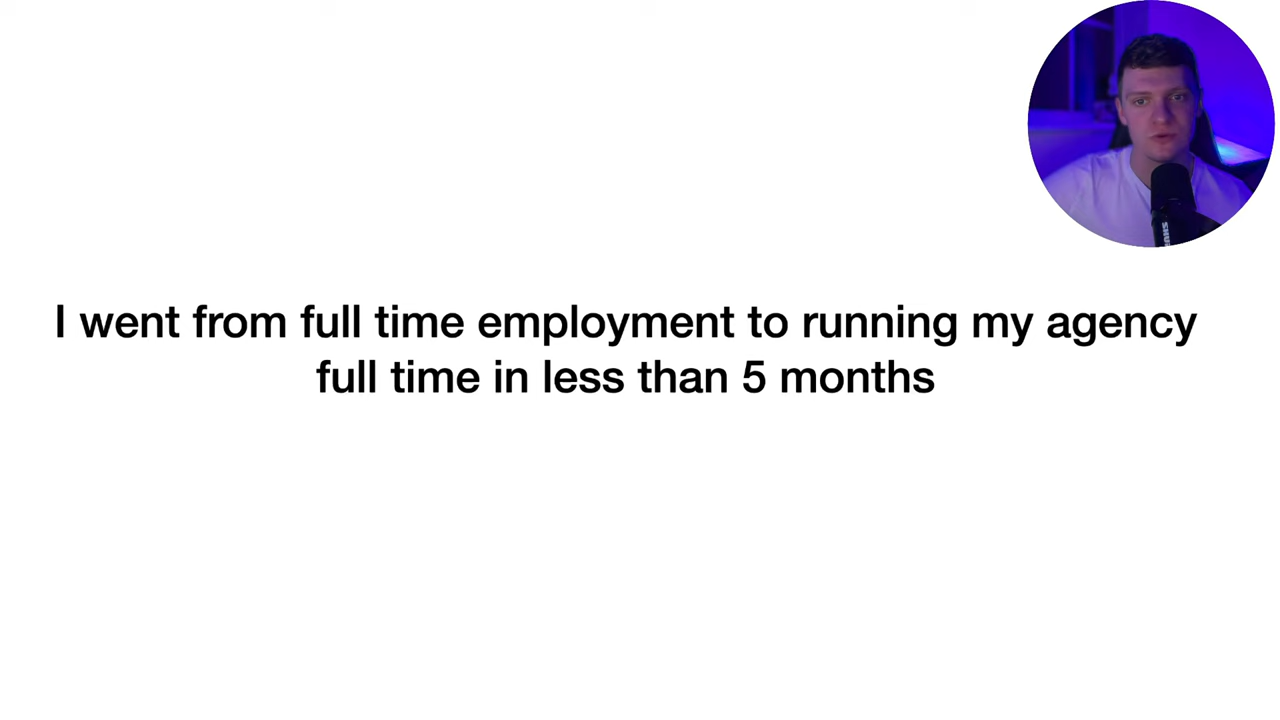 I went from full time employment to running my agency
full time in less than 5 months